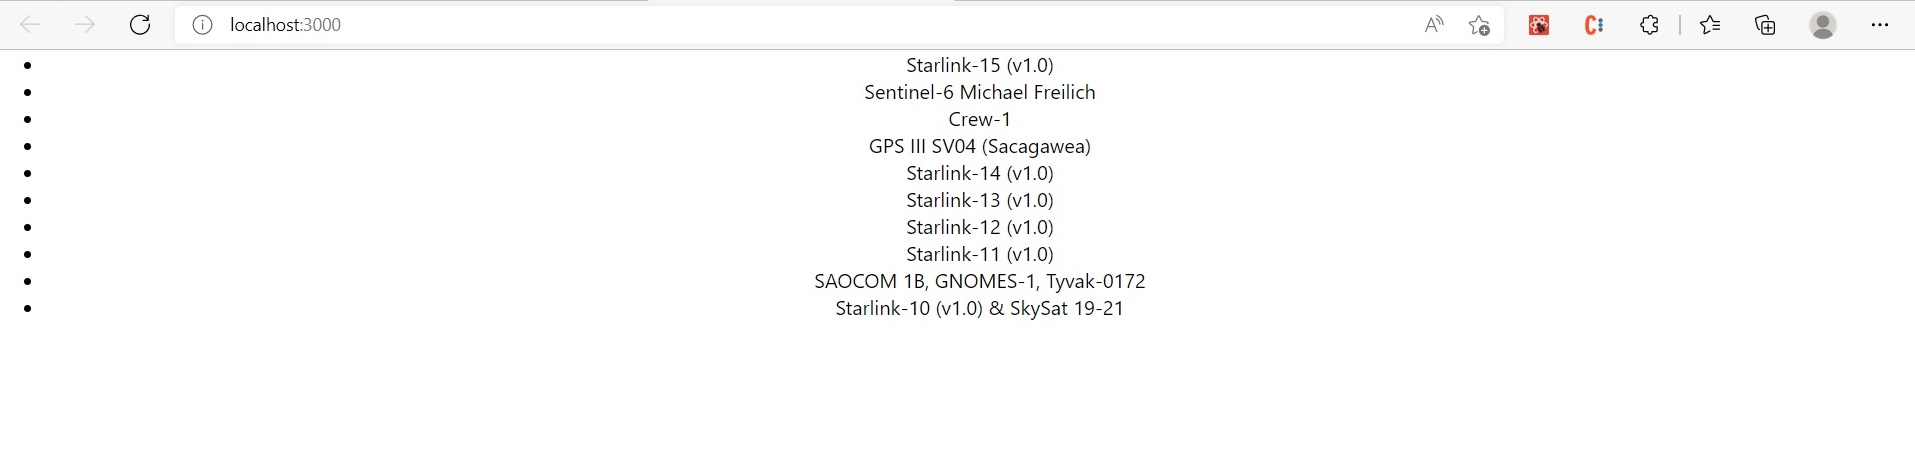 localhost:3000
Starlink-15 (v1.0)
Sentinel-6 Michael Freilich
Crew-1
GPS III SV04 (Sacagawea)
Starlink-14 (v1.0)
Starlink-13 (v1.0)
Starlink-12 (v1.0)
Starlink-11 (v1.0)
SAOCOM 1B, GNOMES-1, Tyvak-0172
Starlink-10 (v1.0) & SkySat 19-21